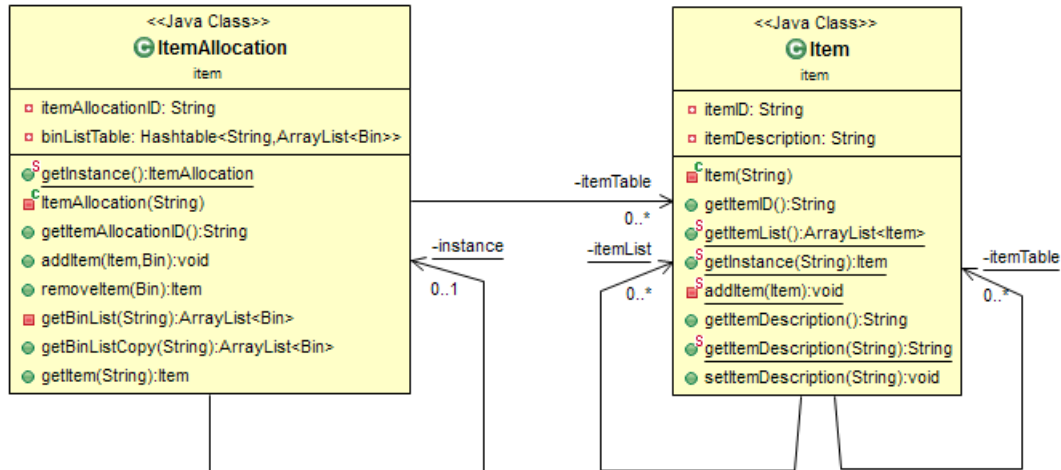 <<Java Class>>
ItemAllocation
item
itemAllocationID: String
binListTable: Hashtable<String,ArrayList<Bin>>
getInstance():ItemAllocation
ItemAllocation(String)
getItemAllocationID():String
addItem(Item,Bin):void
removeItem(Bin):Item
getBinList(String):ArrayList<Bin>
getBinListCopy(String):ArrayList<Bin>
getItem(String):Item
-itemTable
0..*
-instance
0..1
-itemList
0..*
<<Java Class>>
Item
item
itemID: String
itemDescription: String
Item(String)
getItemID():String
getItemList():ArrayList<Item>
getInstance(String):Item
addItem(Item):void
getItemDescription():String
getItemDescription(String):String
setItemDescription(String):void
-itemTable
0..*